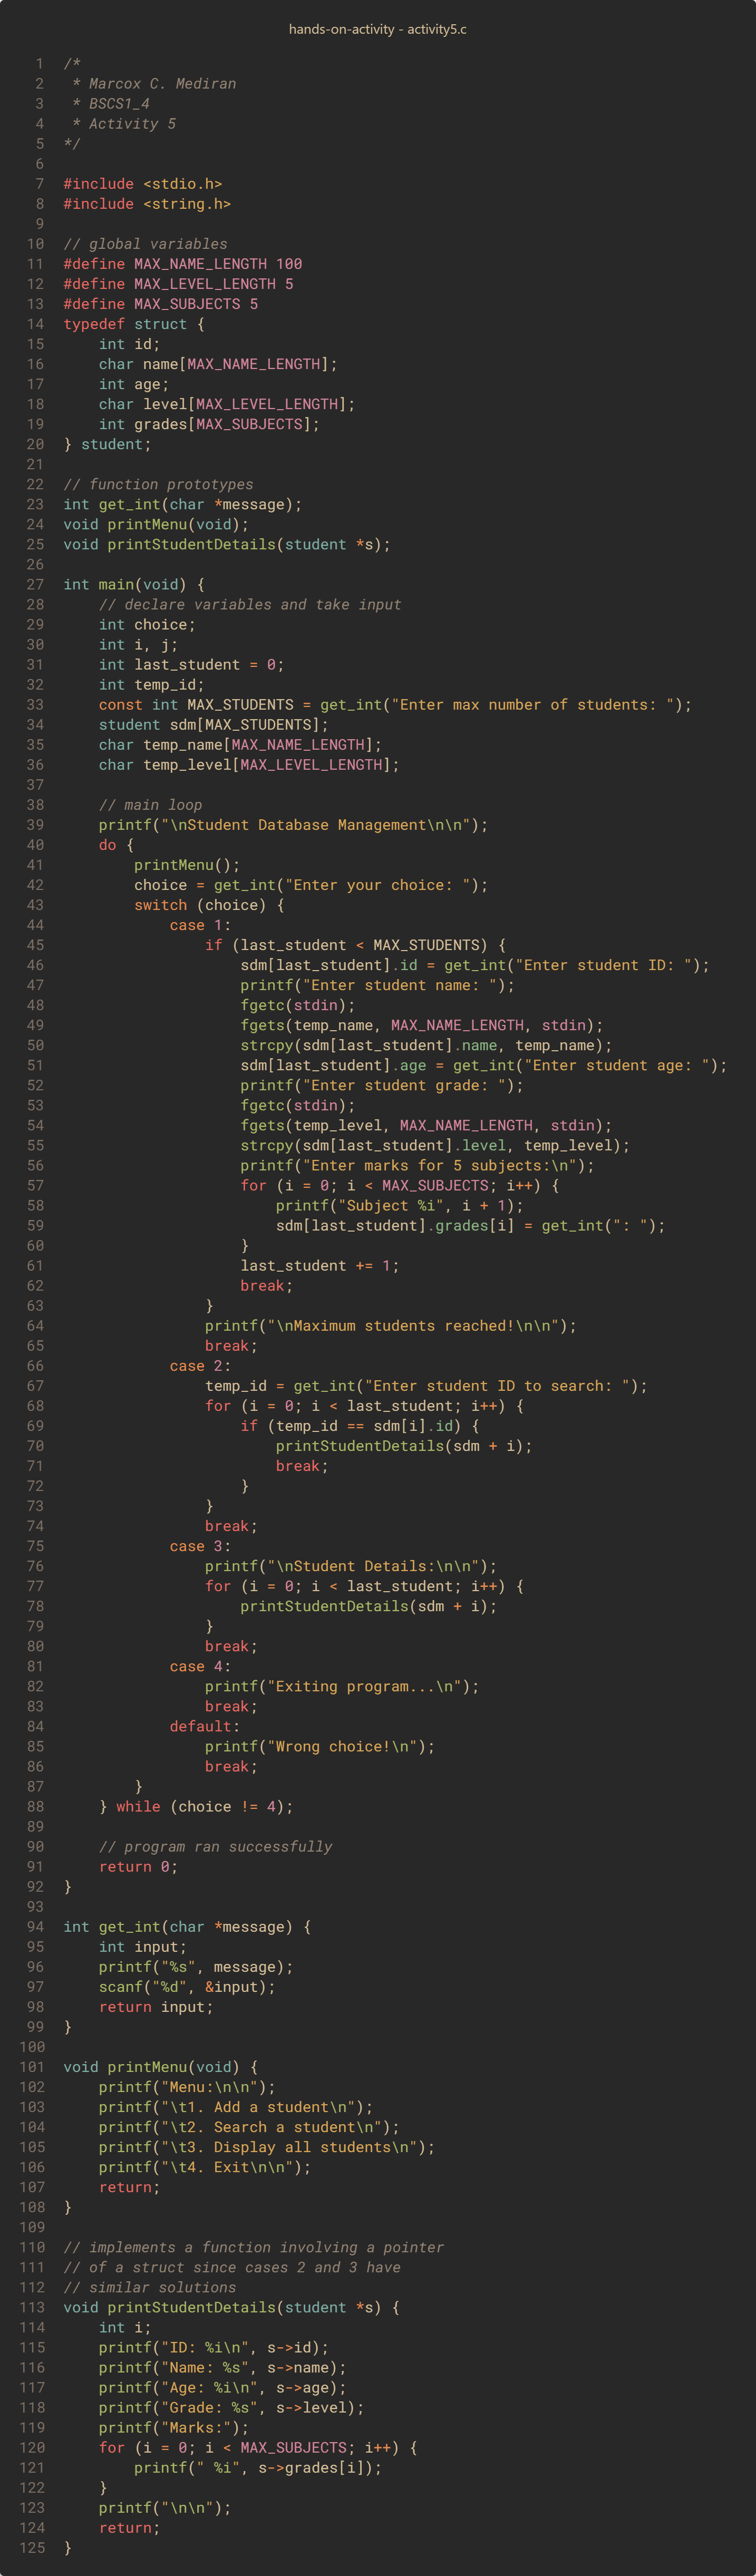 hands-on-activity - activity5.c
1 /*
2  * Marcox C. Mediran
3  * BSCS1_4
4  * Activity 5
5 */
6
7 #include <stdio.h>
8 #include <string.h>
9
10 // global variables
11 #define MAX_NAME_LENGTH 100
12 #define MAX_LEVEL_LENGTH 5
13 #define MAX_SUBJECTS 5
14 typedef struct {
15     int id;
16     char name[MAX_NAME_LENGTH];
17     int age;
18     char level[MAX_LEVEL_LENGTH];
19     int grades[MAX_SUBJECTS];
20 } student;
21
22 // function prototypes
23 int get_int(char *message);
24 void printMenu(void);
25 void printStudentDetails(student *s);
26
27 int main(void) {
28     // declare variables and take input
29     int choice;
30     int i, j;
31     int last_student = 0;
32     int temp_id;
33     const int MAX_STUDENTS = get_int("Enter max number of students: ");
34     student sdm[MAX_STUDENTS];
35     char temp_name[MAX_NAME_LENGTH];
36     char temp_level[MAX_LEVEL_LENGTH];
37
38     // main loop
39     printf("\nStudent Database Management\n\n");
40     do {
41         printMenu();
42         choice = get_int("Enter your choice: ");
43         switch (choice) {
44             case 1:
45                 if (last_student < MAX_STUDENTS) {
46                     sdm[last_student].id = get_int("Enter student ID: ");
47                     printf("Enter student name: ");
48                     fgetc(stdin);
49                     fgets(temp_name, MAX_NAME_LENGTH, stdin);
50                     strcpy(sdm[last_student].name, temp_name);
51                     sdm[last_student].age = get_int("Enter student age: ");
52                     printf("Enter student grade: ");
53                     fgetc(stdin);
54                     fgets(temp_level, MAX_NAME_LENGTH, stdin);
55                     strcpy(sdm[last_student].level, temp_level);
56                     printf("Enter marks for 5 subjects:\n");
57                     for (i = 0; i < MAX_SUBJECTS; i++) {
58                         printf("Subject %i", i + 1);
59                         sdm[last_student].grades[i] = get_int(": ");
60                     }
61                     last_student += 1;
62                     break;
63                 }
64                 printf("\nMaximum students reached!\n\n");
65                 break;
66             case 2:
67                 temp_id = get_int("Enter student ID to search: ");
68                 for (i = 0; i < last_student; i++) {
69                     if (temp_id == sdm[i].id) {
70                         printStudentDetails(sdm + i);
71                         break;
72                     }
73                 }
74                 break;
75             case 3:
76                 printf("\nStudent Details:\n\n");
77                 for (i = 0; i < last_student; i++) {
78                     printStudentDetails(sdm + i);
79                 }
80                 break;
81             case 4:
82                 printf("Exiting program...\n");
83                 break;
84             default:
85                 printf("Wrong choice!\n");
86                 break;
87         }
88     } while (choice != 4);
89
90     // program ran successfully
91     return 0;
92 }
93
94 int get_int(char *message) {
95     int input;
96     printf("%s", message);
97     scanf("%d", &input);
98     return input;
99 }
100
101 void printMenu(void) {
102     printf("Menu:\n\n");
103     printf("\t1. Add a student\n");
104     printf("\t2. Search a student\n");
105     printf("\t3. Display all students\n");
106     printf("\t4. Exit\n\n");
107     return;
108 }
109
110 // implements a function involving a pointer
111 // of a struct since cases 2 and 3 have
112 // similar solutions
113 void printStudentDetails(student *s) {
114     int i;
115     printf("ID: %i\n", s->id);
116     printf("Name: %s", s->name);
117     printf("Age: %i\n", s->age);
118     printf("Grade: %s", s->level);
119     printf("Marks:");
120     for (i = 0; i < MAX_SUBJECTS; i++) {
121         printf(" %i", s->grades[i]);
122     }
123     printf("\n\n");
124     return;
125 }